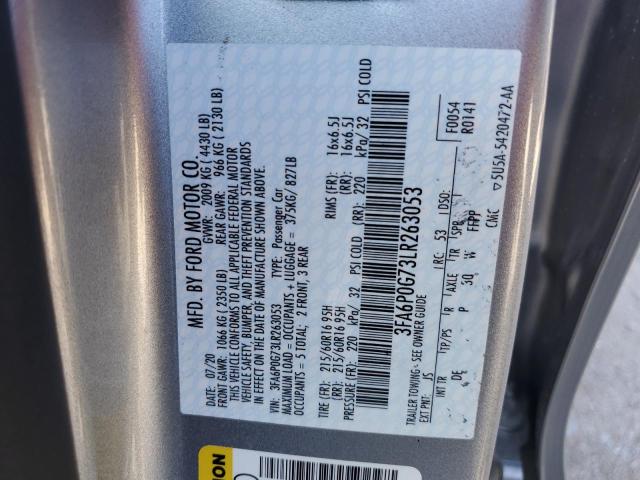 MFD. BY FORD MOTOR CO.
07/20 GVWR: 2009 KG ( 4430 LB)
FRONT GAWR: 1066 KG ( 2350LB) REAR GAWR: 966 KG ( 2130 LB)
THIS VEHICLE CONFORMS TO ALL APPLICABLE FEDERAL MOTOR
VEHICLE SAFETY, BUMPER, AND THEFT PREVENTION STANDARDS
IN EFFECT ON THE DATE OF MANUFACTURE SHOWN ABOVE.
VIN: 3FA6P0G73LR263053 TYPE: Passenger Car
MAXIMUM LOAD = OCCUPANTS + LUGGAGE = 375KG/ 827LB
OCCUPANTS = 5 TOTAL; 2 FRONT, 3 REAR
TIRE (FR): 215/60R16 95H RIMS (FR): 16x6.5J
(RR): 215/60R16 95H (RR): 16x6.5J
PRESSURE (FR): 220 kPa/ 32 PSI COLD (RR): 220 kPa/ 32 PSI COLD
3FA6P0G73LR263053
TRAILER TOWING - SEE OWNER GUIDE
F0054
R0141
EXT PNT: JS RC: 53 DSO:
INT TR TP/PS R AXLE TR SPR
DE P 30 W FFPP
CMC ▽5U5A-5420472-AA